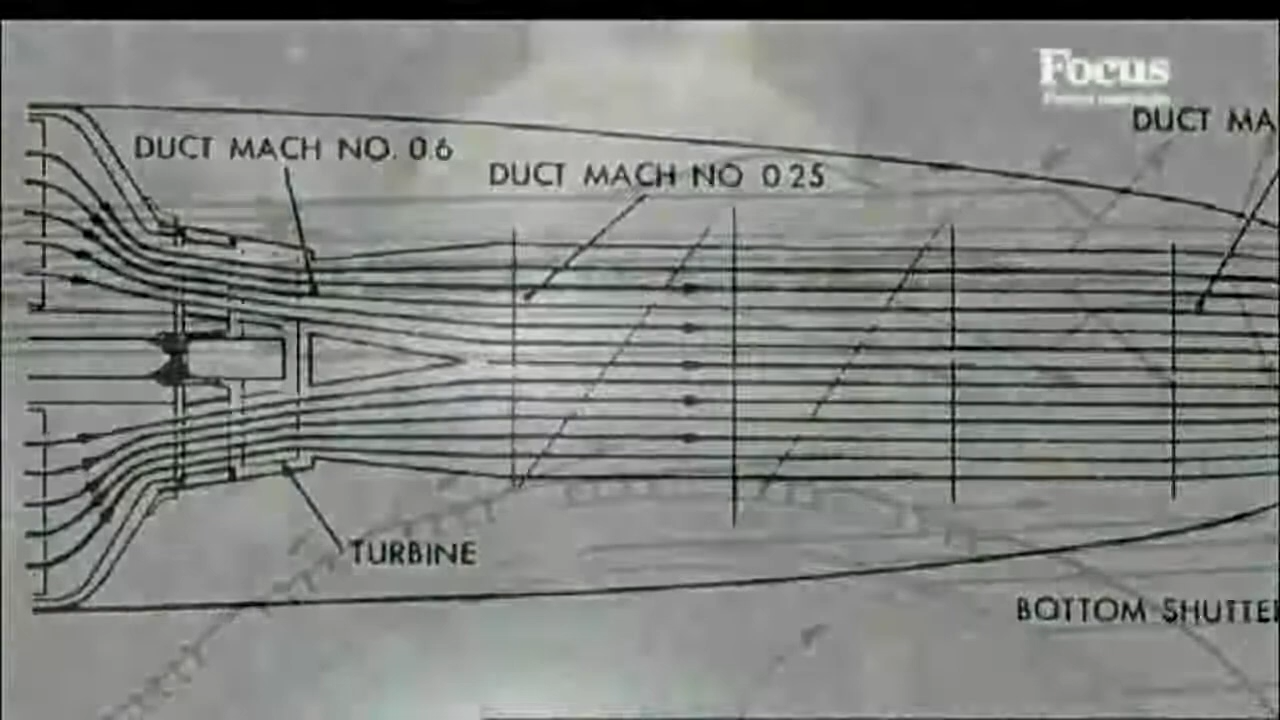 Focus
DUCT MA
DUCT MACH NO. 0.6
DUCT MACH NO 0.25
TURBINE
BOTTOM SHUTTE